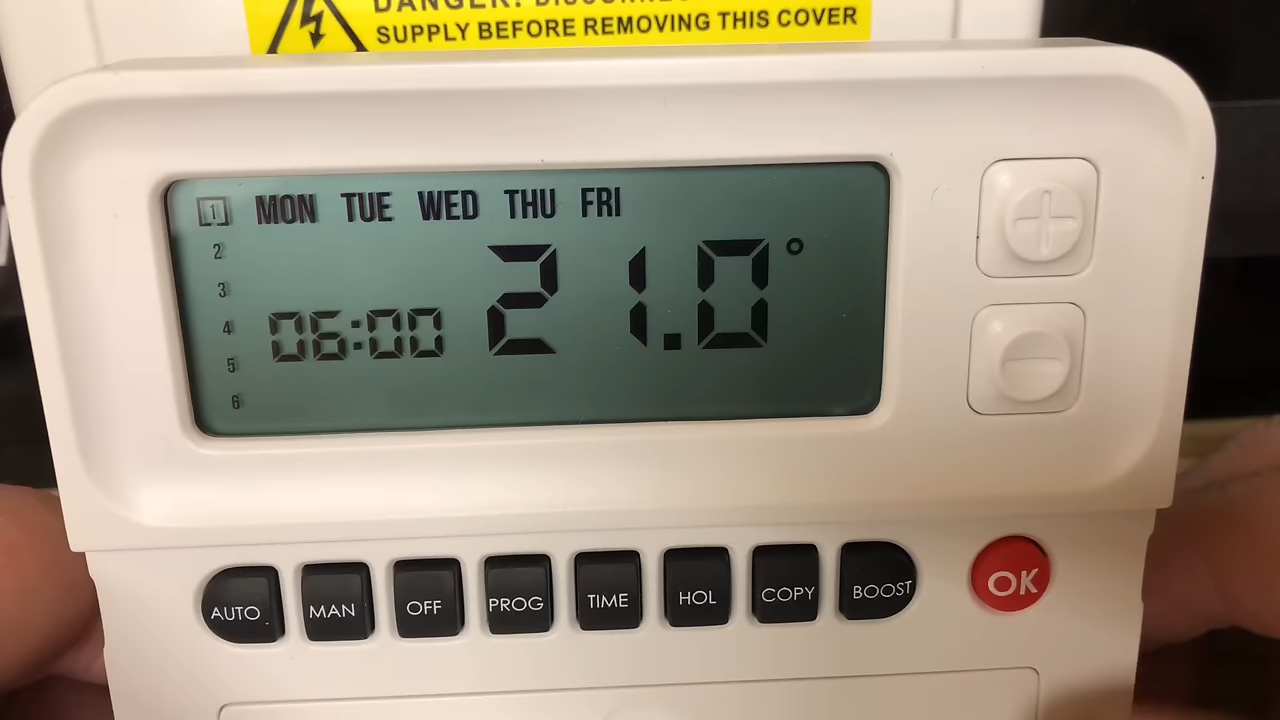 DANGER:
SUPPLY BEFORE REMOVING THIS COVER
1 MON TUE WED THU FRI
2
3
4
5
6
06:00 21.0°
AUTO MAN OFF PROG TIME HOL COPY BOOST OK